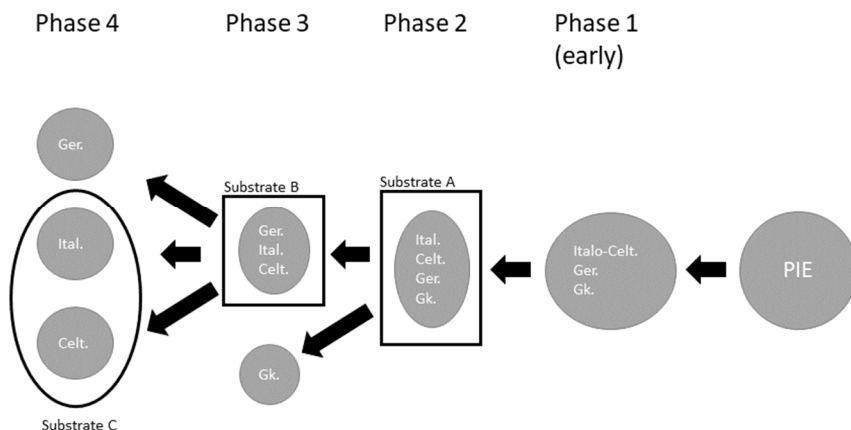 Phase 4
Phase 3
Phase 2
Phase 1
(early)
Ger.
Substrate B
Substrate A
Ital.
Ger.
Ital.
Celt.
Ital.
Celt.
Ger.
Gk.
Italo-Celt.
Ger.
Gk.
PIE
Celt.
Gk.
Substrate C